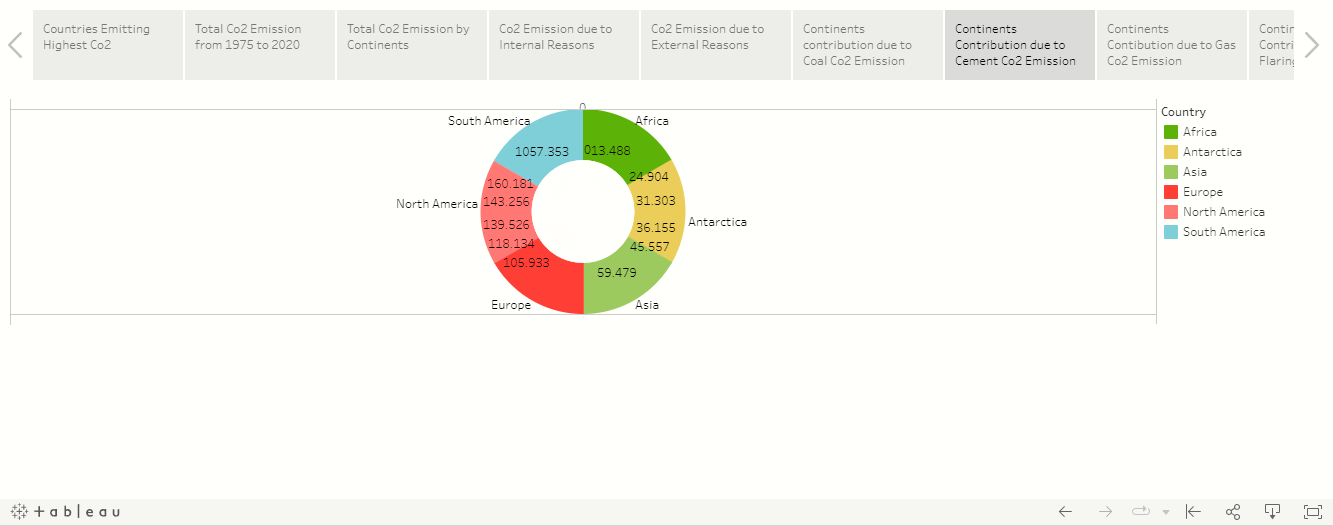 Countries Emitting
Highest Co2
Total Co2 Emission
from 1975 to 2020
Total Co2 Emission by
Continents
Co2 Emission due to
Internal Reasons
Co2 Emission due to
External Reasons
Continents
contribution due to
Coal Co2 Emission
Continents
Contribution due to
Cement Co2 Emission
Continents
Contibution due to Gas
Co2 Emission
0
South America
Africa
1057.353
013.488
160.181
24.904
North America
143.256
31.303
Antarctica
139.526
36.155
118.134
45.557
105.933
59.479
Europe
Asia
Country
Africa
Antarctica
Asia
Europe
North America
South America
+ a b | e a u